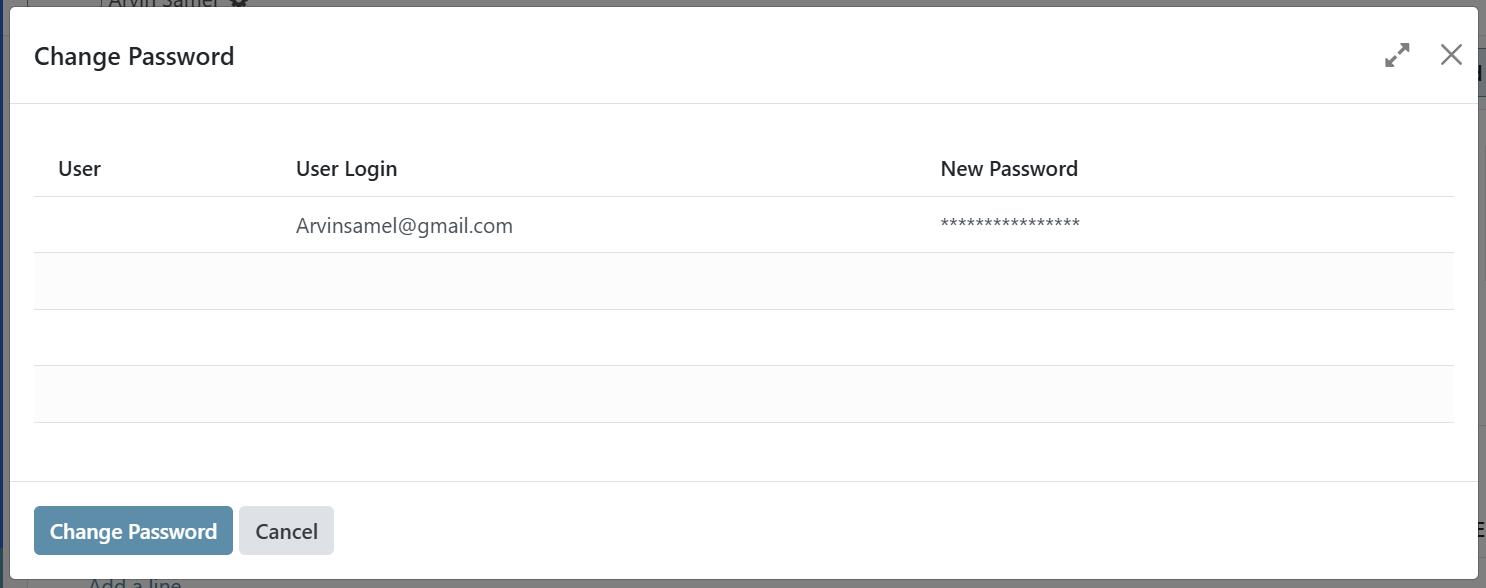 Arvin Samel
Change Password
User User Login New Password
Arvinsamel@gmail.com ****************
Change Password Cancel
Add a line